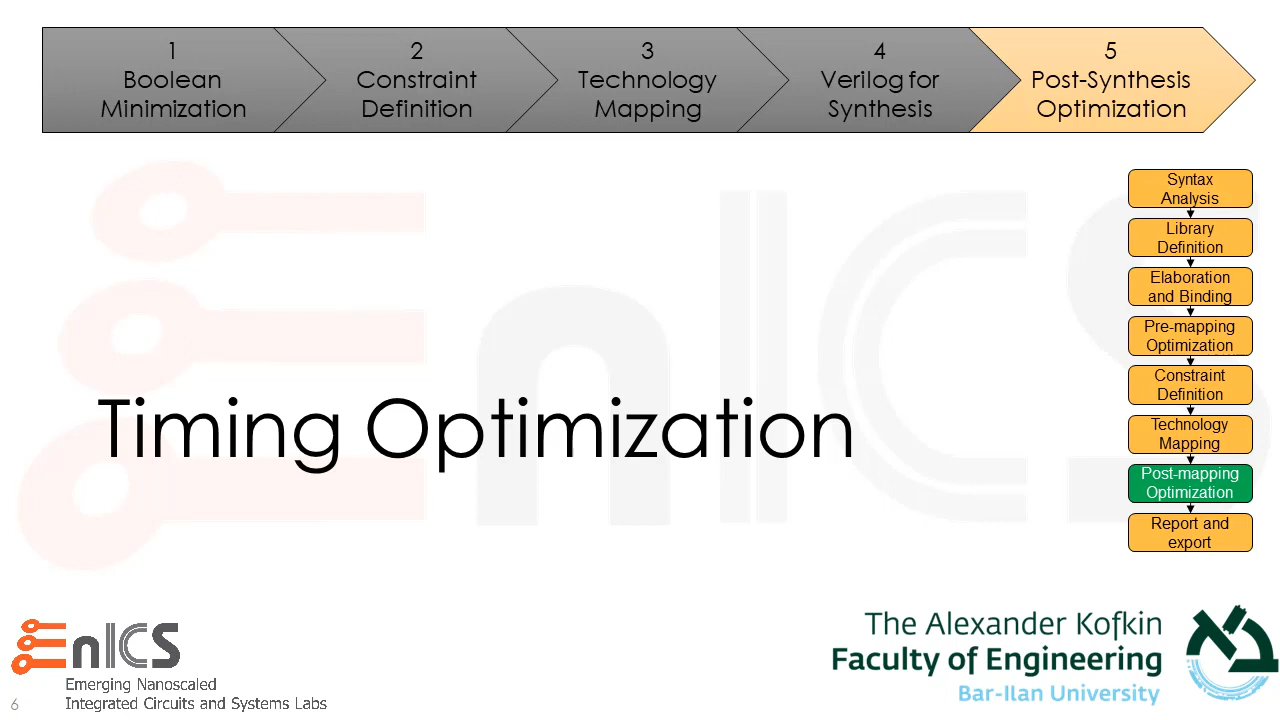 1
Boolean
Minimization
2
Constraint
Definition
3
Technology
Mapping
4
Verilog for
Synthesis
5
Post-Synthesis
Optimization
Syntax
Analysis
Library
Definition
Elaboration
and Binding
Pre-mapping
Optimization
Constraint
Definition
Technology
Mapping
Post-mapping
Optimization
Report and
export
Timing Optimization
EnICS
Emerging Nanoscaled
Integrated Circuits and Systems Labs
6
The Alexander Kofkin
Faculty of Engineering
Bar-Ilan University